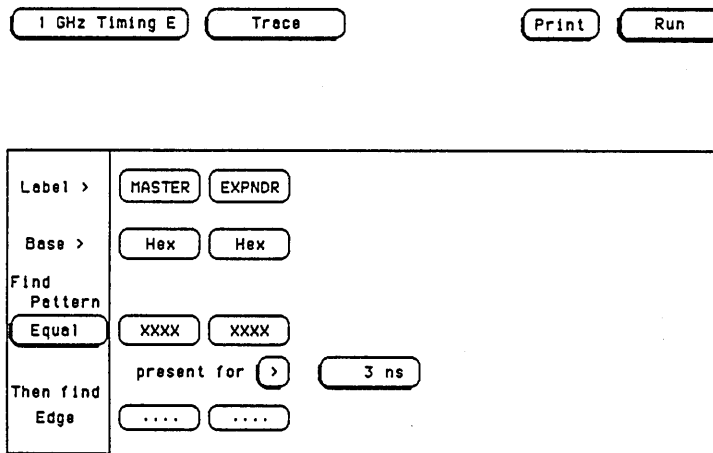 1 GHz Timing E Trace Print Run
Label > MASTER EXPNDR
Base > Hex Hex
Find
Pattern
Equal XXXX XXXX
present for > 3 ns
Then find
Edge .... ....